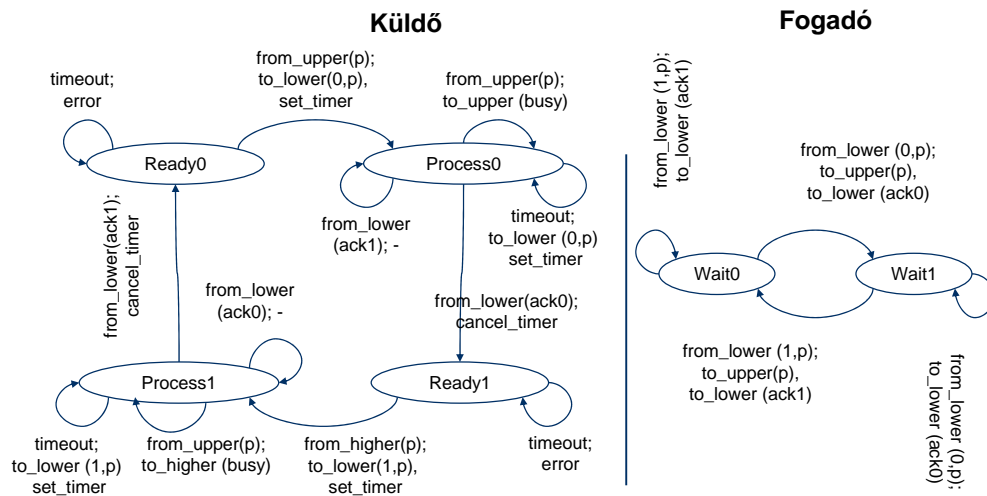 Küldő
Fogadó
timeout;
error
from_upper(p);
to_lower(0,p),
set_timer
from_upper(p);
to_upper (busy)
Ready0
Process0
from_lower
(ack1); -
timeout;
to_lower (0,p)
set_timer
from_lower(ack1);
cancel_timer
from_lower
(ack0); -
from_lower(ack0);
cancel_timer
Process1
Ready1
timeout;
to_lower (1,p)
set_timer
from_upper(p);
to_higher (busy)
from_higher(p);
to_lower(1,p),
set_timer
timeout;
error
from_lower (1,p);
to_lower (ack1)
from_lower (0,p);
to_upper(p),
to_lower (ack0)
Wait0
Wait1
from_lower (1,p);
to_upper(p),
to_lower (ack1)
from_lower (0,p);
to_lower (ack0)